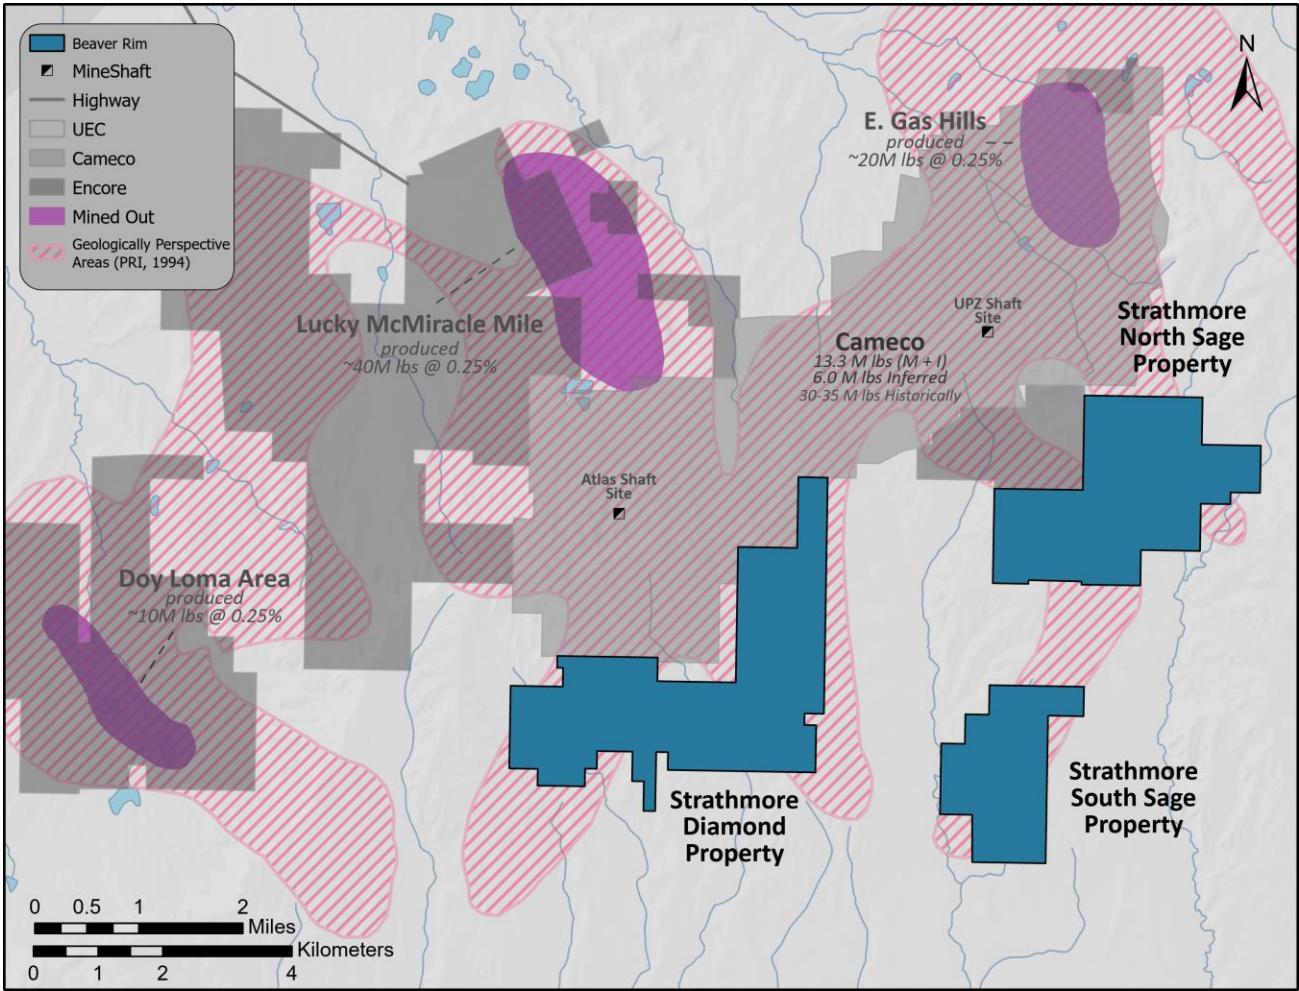 Beaver Rim
MineShaft
Highway
UEC
Cameco
Encore
Mined Out
Geologically Perspective
Areas (PRI, 1994)
N
E. Gas Hills
produced
~20M lbs @ 0.25%
Lucky McMiracle Mile
produced
~40M lbs @ 0.25%
UPZ Shaft
Site
Cameco
13.3 M lbs (M + I)
6.0 M lbs Inferred
30-35 M lbs Historically
Strathmore
North Sage
Property
Atlas Shaft
Site
Doy Loma Area
produced
~10M lbs @ 0.25%
Strathmore
Diamond
Property
Strathmore
South Sage
Property
0 0.5 1 2
Miles
Kilometers
0 1 2 4